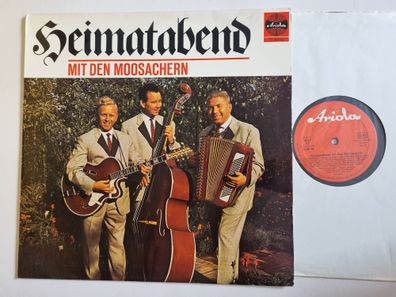 Heimatabend
Ariola
MIT DEN MOOSACHERN
Ariola